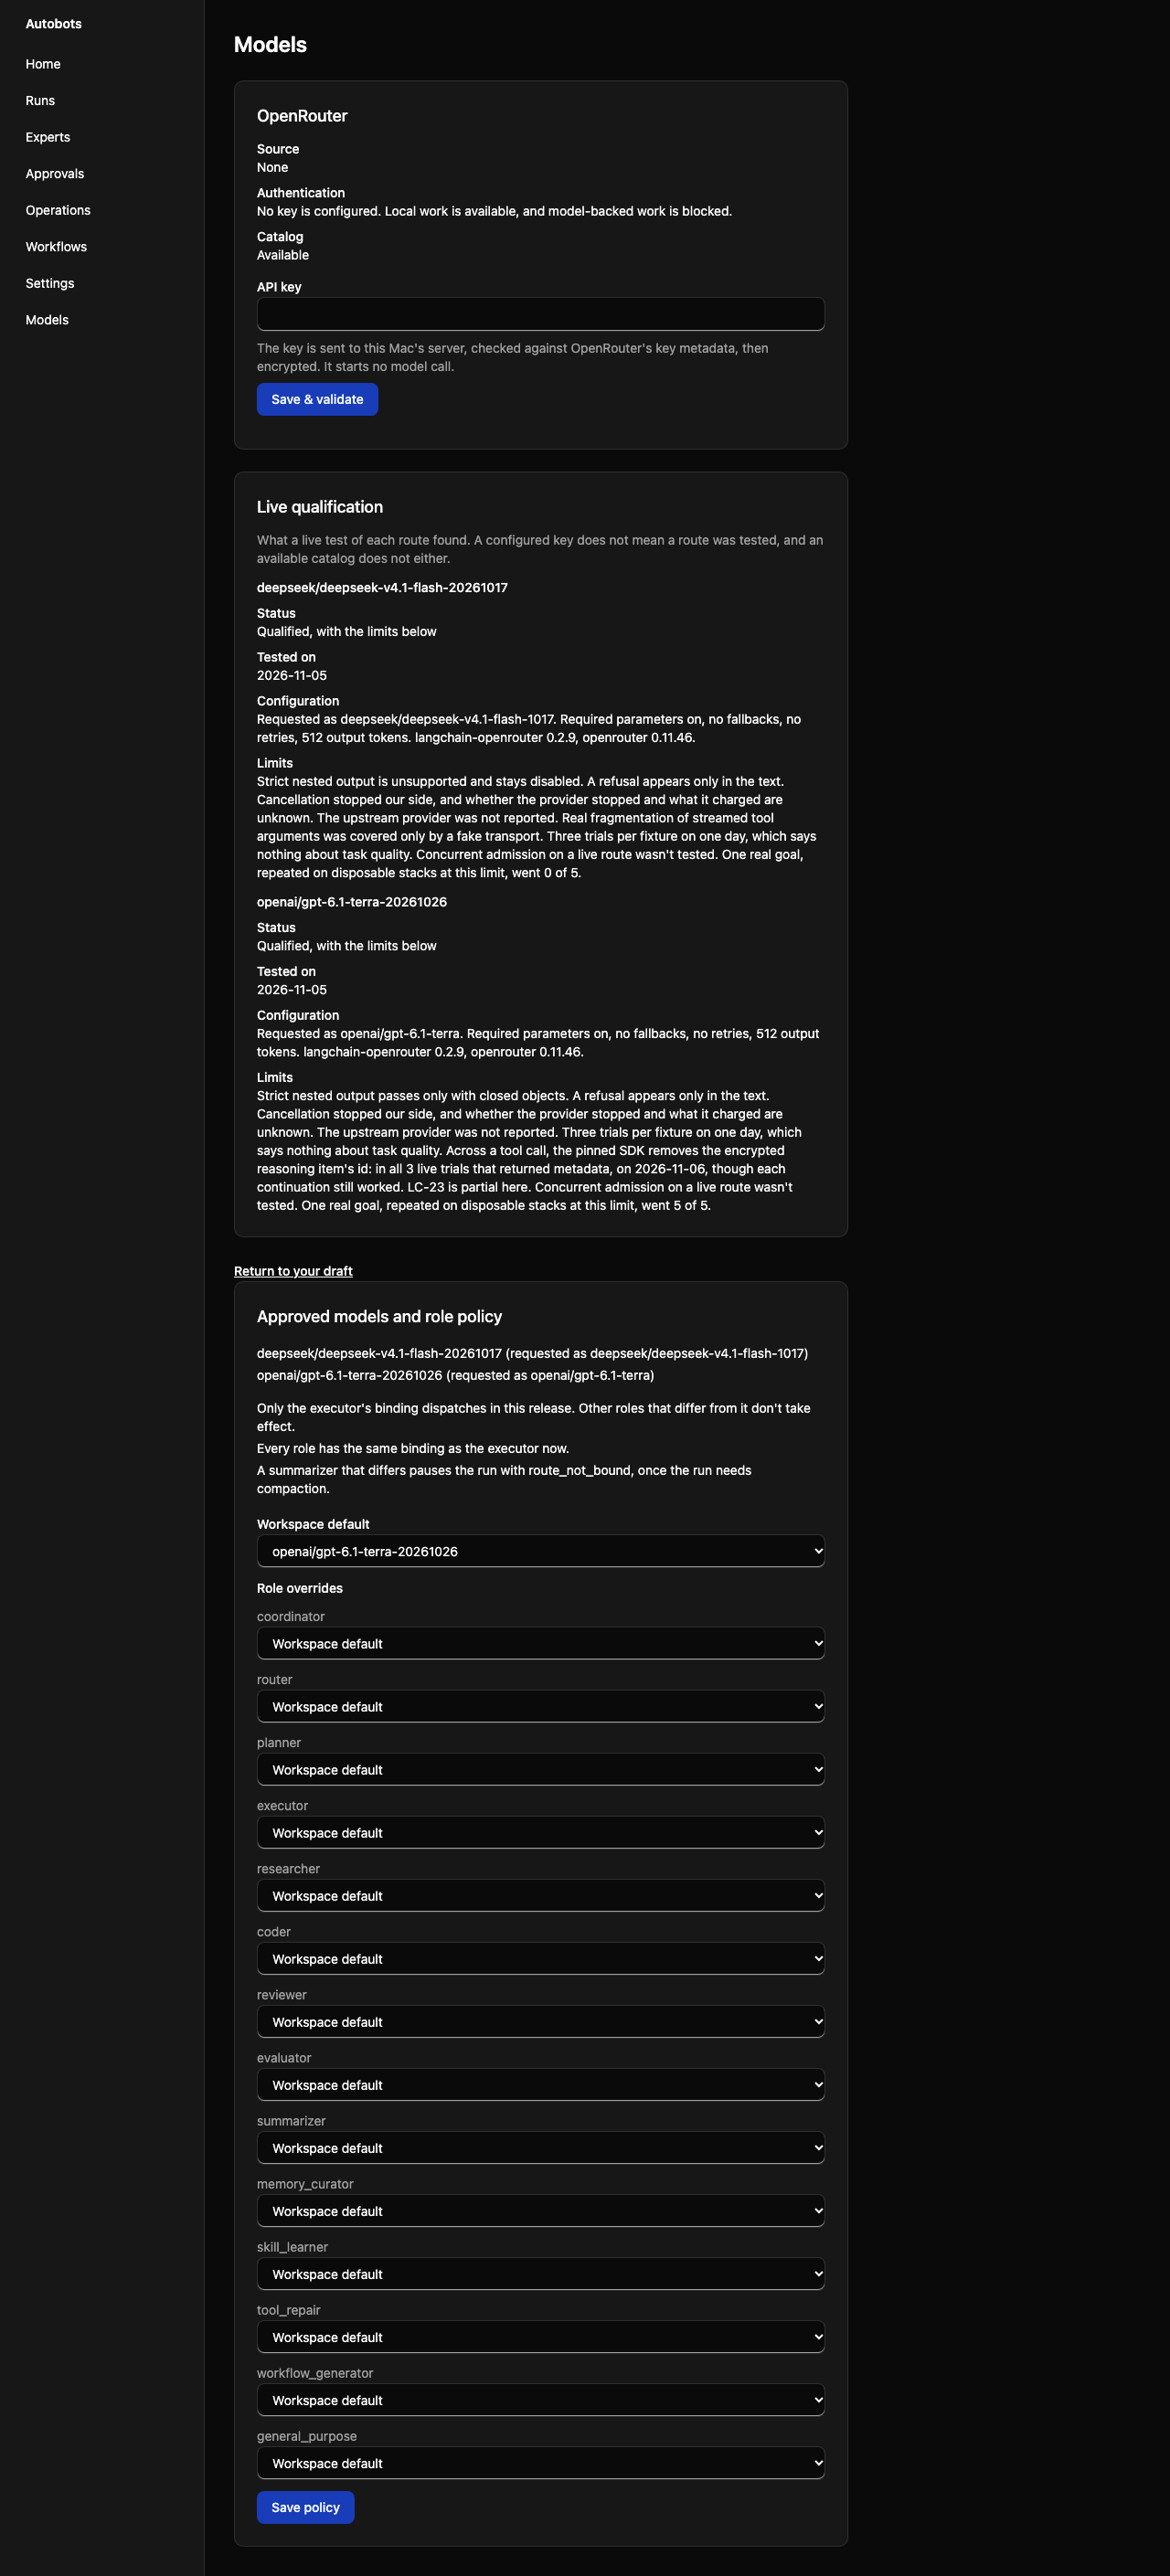 Autobots
Home
Runs
Experts
Approvals
Operations
Workflows
Settings
Models
Models
OpenRouter
Source
None
Authentication
No key is configured. Local work is available, and model-backed work is blocked.
Catalog
Available
API key
The key is sent to this Mac's server, checked against OpenRouter's key metadata, then
encrypted. It starts no model call.
Save & validate
Live qualification
What a live test of each route found. A configured key does not mean a route was tested, and an
available catalog does not either.
deepseek/deepseek-v4.1-flash-20261017
Status
Qualified, with the limits below
Tested on
2026-11-05
Configuration
Requested as deepseek/deepseek-v4.1-flash-1017. Required parameters on, no fallbacks, no
retries, 512 output tokens. langchain-openrouter 0.2.9, openrouter 0.11.46.
Limits
Strict nested output is unsupported and stays disabled. A refusal appears only in the text.
Cancellation stopped our side, and whether the provider stopped and what it charged are
unknown. The upstream provider was not reported. Real fragmentation of streamed tool
arguments was covered only by a fake transport. Three trials per fixture on one day, which says
nothing about task quality. Concurrent admission on a live route wasn't tested. One real goal,
repeated on disposable stacks at this limit, went 0 of 5.
openai/gpt-6.1-terra-20261026
Status
Qualified, with the limits below
Tested on
2026-11-05
Configuration
Requested as openai/gpt-6.1-terra. Required parameters on, no fallbacks, no retries, 512 output
tokens. langchain-openrouter 0.2.9, openrouter 0.11.46.
Limits
Strict nested output passes only with closed objects. A refusal appears only in the text.
Cancellation stopped our side, and whether the provider stopped and what it charged are
unknown. The upstream provider was not reported. Three trials per fixture on one day, which
says nothing about task quality. Across a tool call, the pinned SDK removes the encrypted
reasoning item's id: in all 3 live trials that returned metadata, on 2026-11-06, though each
continuation still worked. LC-23 is partial here. Concurrent admission on a live route wasn't
tested. One real goal, repeated on disposable stacks at this limit, went 5 of 5.
Return to your draft
Approved models and role policy
deepseek/deepseek-v4.1-flash-20261017 (requested as deepseek/deepseek-v4.1-flash-1017)
openai/gpt-6.1-terra-20261026 (requested as openai/gpt-6.1-terra)
Only the executor's binding dispatches in this release. Other roles that differ from it don't take
effect.
Every role has the same binding as the executor now.
A summarizer that differs pauses the run with route_not_bound, once the run needs
compaction.
Workspace default
openai/gpt-6.1-terra-20261026
Role overrides
coordinator
Workspace default
router
Workspace default
planner
Workspace default
executor
Workspace default
researcher
Workspace default
coder
Workspace default
reviewer
Workspace default
evaluator
Workspace default
summarizer
Workspace default
memory_curator
Workspace default
skill_learner
Workspace default
tool_repair
Workspace default
workflow_generator
Workspace default
general_purpose
Workspace default
Save policy